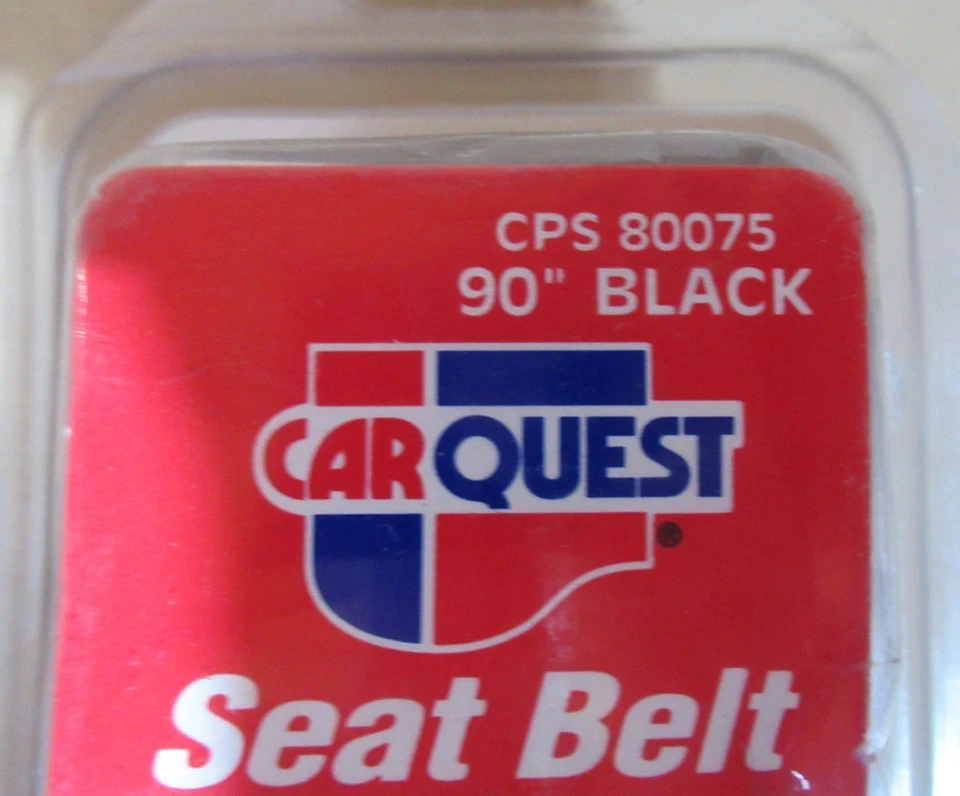 CPS 80075
90" BLACK
CARQUEST
®
Seat Belt